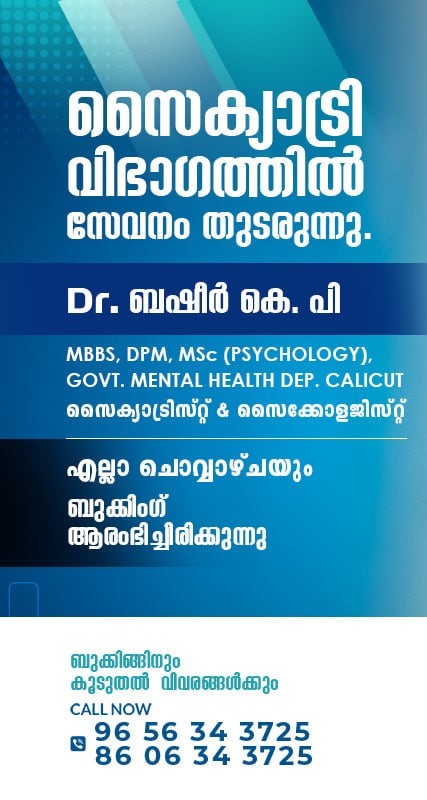 സൈക്യാട്രി
വിഭാഗത്തിൽ
സേവനം തുടരുന്നു.
Dr. ബഷീർ കെ. പി
MBBS, DPM, MSc (PSYCHOLOGY),
GOVT. MENTAL HEALTH DEP. CALICUT
സൈക്യാട്രിസ്റ്റ് & സൈക്കോളജിസ്റ്റ്
എല്ലാ ചൊവ്വാഴ്ചയും
ബുക്കിംഗ്
ആരംഭിച്ചിരിക്കുന്നു
ബുക്കിങ്ങിനും
കൂടുതൽ വിവരങ്ങൾക്കും
CALL NOW
96 56 34 3725
86 06 34 3725